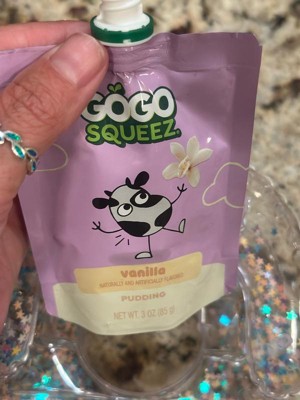 GOGO
SQUEEZ®
vanilla
NATURALLY AND ARTIFICIALLY FLAVORED
PUDDING
NET WT. 3 OZ (85 g)